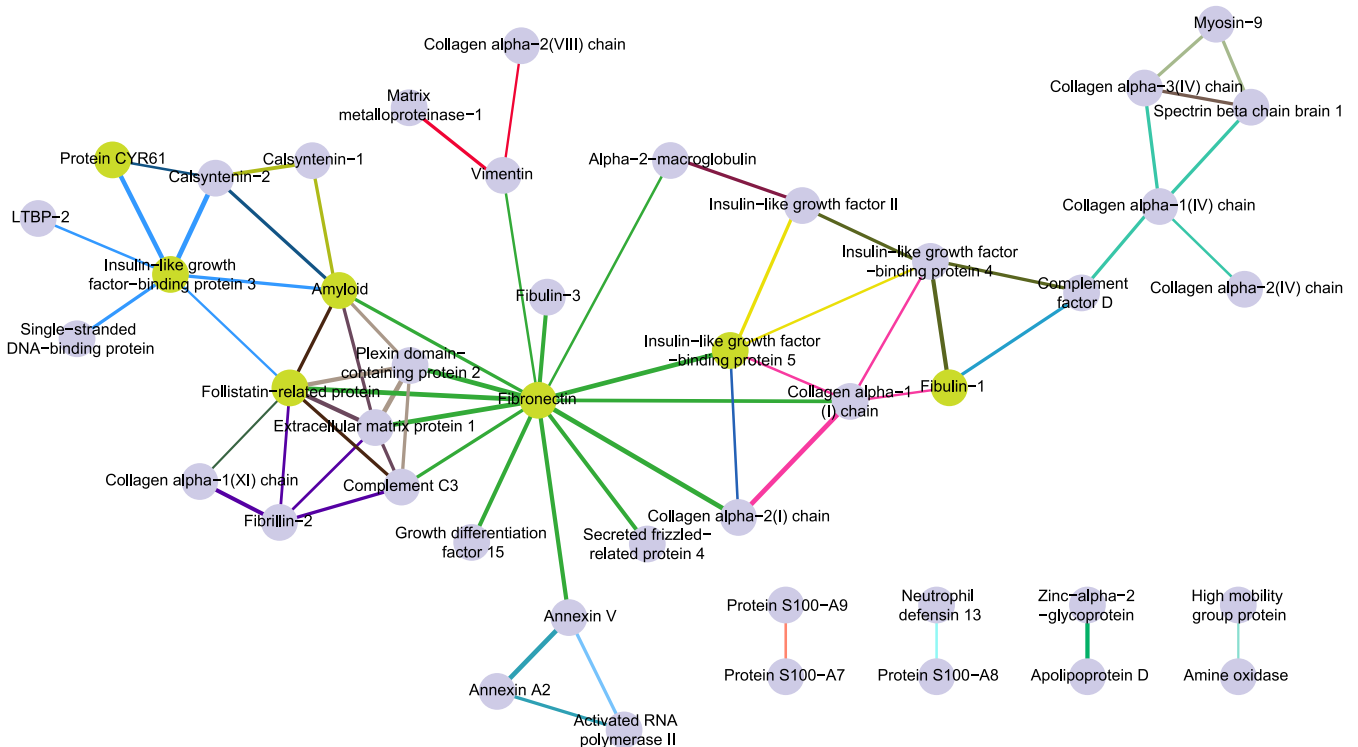 Myosin−9
Collagen alpha−2(VIII) chain
Collagen alpha−3(IV) chain
Matrix
metalloproteinase−1
Spectrin beta chain brain 1
Protein CYR61
Calsyntenin−1
Calsyntenin−2
Vimentin
Alpha−2−macroglobulin
LTBP−2
Insulin−like growth factor II
Collagen alpha−1(IV) chain
Insulin−like growth
factor−binding protein 3
Insulin−like growth factor
−binding protein 4
Amyloid
Fibulin−3
Complement
factor D
Collagen alpha−2(IV) chain
Single−stranded
DNA−binding protein
Plexin domain−
containing protein 2
Insulin−like growth factor
−binding protein 5
Follistatin−related protein
Fibronectin
Collagen alpha−1
(I) chain
Fibulin−1
Extracellular matrix protein 1
Collagen alpha−1(XI) chain
Complement C3
Fibrillin−2
Growth differentiation
factor 15
Secreted frizzled−
related protein 4
Collagen alpha−2(I) chain
Annexin V
Protein S100−A9
Neutrophil
defensin 13
Zinc−alpha−2
−glycoprotein
High mobility
group protein
Annexin A2
Protein S100−A7
Protein S100−A8
Apolipoprotein D
Amine oxidase
Activated RNA
polymerase II